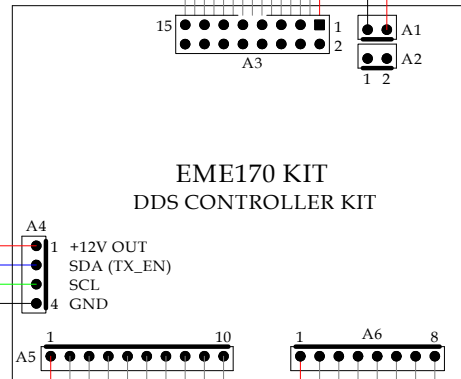 15 1 A1
2
A3 A2
1 2
EME170 KIT
DDS CONTROLLER KIT
A4
1 +12V OUT
SDA (TX_EN)
SCL
4 GND
1 10 1 A6 8
A5